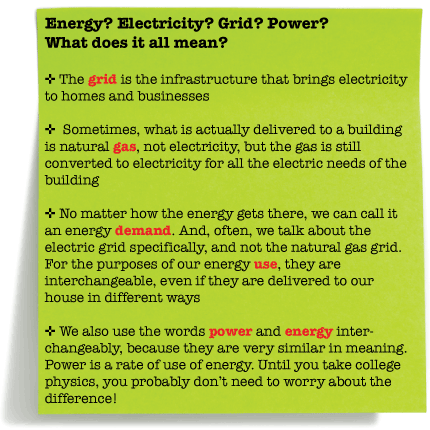 Energy? Electricity? Grid? Power?
What does it all mean?
✣ The grid is the infrastructure that brings electricity
to homes and businesses
✣ Sometimes, what is actually delivered to a building
is natural gas, not electricity, but the gas is still
converted to electricity for all the electric needs of the
building
✣ No matter how the energy gets there, we can call it
an energy demand. And, often, we talk about the
electric grid specifically, and not the natural gas grid.
For the purposes of our energy use, they are
interchangeable, even if they are delivered to our
house in different ways
✣ We also use the words power and energy inter-
changeably, because they are very similar in meaning.
Power is a rate of use of energy. Until you take college
physics, you probably don't need to worry about the
difference!